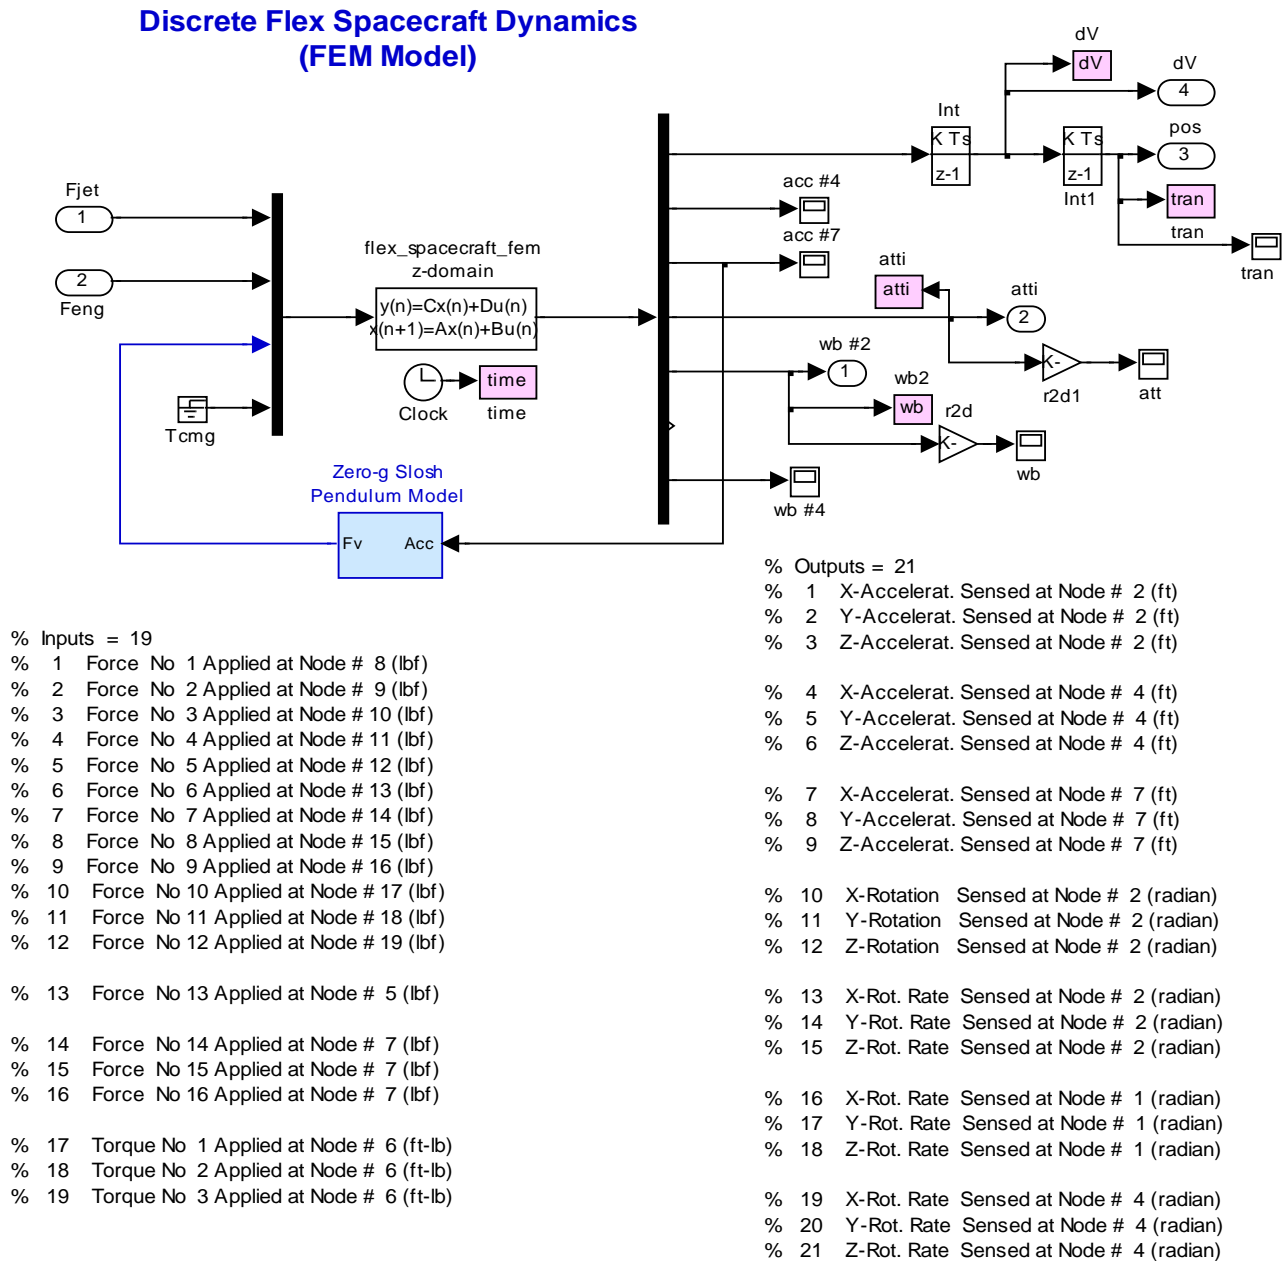 Discrete Flex Spacecraft Dynamics
(FEM Model)
Fjet
1
2
Feng
Tcmg
flex_spacecraft_fem
z-domain
y(n)=Cx(n)+Du(n)
x(n+1)=Ax(n)+Bu(n)
Clock
time
time
Zero-g Slosh
Pendulum Model
Fv
Acc
dV
dV
dV
4
Int
K Ts
z-1
K Ts
z-1
Int1
pos
3
tran
tran
tran
acc #4
acc #7
atti
atti
atti
2
K-
r2d1
att
wb #2
1
wb2
wb
r2d
K-
wb
wb #4
% Inputs = 19
% 1 Force No 1 Applied at Node # 8 (lbf)
% 2 Force No 2 Applied at Node # 9 (lbf)
% 3 Force No 3 Applied at Node # 10 (lbf)
% 4 Force No 4 Applied at Node # 11 (lbf)
% 5 Force No 5 Applied at Node # 12 (lbf)
% 6 Force No 6 Applied at Node # 13 (lbf)
% 7 Force No 7 Applied at Node # 14 (lbf)
% 8 Force No 8 Applied at Node # 15 (lbf)
% 9 Force No 9 Applied at Node # 16 (lbf)
% 10 Force No 10 Applied at Node # 17 (lbf)
% 11 Force No 11 Applied at Node # 18 (lbf)
% 12 Force No 12 Applied at Node # 19 (lbf)
% 13 Force No 13 Applied at Node # 5 (lbf)
% 14 Force No 14 Applied at Node # 7 (lbf)
% 15 Force No 15 Applied at Node # 7 (lbf)
% 16 Force No 16 Applied at Node # 7 (lbf)
% 17 Torque No 1 Applied at Node # 6 (ft-lb)
% 18 Torque No 2 Applied at Node # 6 (ft-lb)
% 19 Torque No 3 Applied at Node # 6 (ft-lb)
% Outputs = 21
% 1 X-Accelerat. Sensed at Node # 2 (ft)
% 2 Y-Accelerat. Sensed at Node # 2 (ft)
% 3 Z-Accelerat. Sensed at Node # 2 (ft)
% 4 X-Accelerat. Sensed at Node # 4 (ft)
% 5 Y-Accelerat. Sensed at Node # 4 (ft)
% 6 Z-Accelerat. Sensed at Node # 4 (ft)
% 7 X-Accelerat. Sensed at Node # 7 (ft)
% 8 Y-Accelerat. Sensed at Node # 7 (ft)
% 9 Z-Accelerat. Sensed at Node # 7 (ft)
% 10 X-Rotation Sensed at Node # 2 (radian)
% 11 Y-Rotation Sensed at Node # 2 (radian)
% 12 Z-Rotation Sensed at Node # 2 (radian)
% 13 X-Rot. Rate Sensed at Node # 2 (radian)
% 14 Y-Rot. Rate Sensed at Node # 2 (radian)
% 15 Z-Rot. Rate Sensed at Node # 2 (radian)
% 16 X-Rot. Rate Sensed at Node # 1 (radian)
% 17 Y-Rot. Rate Sensed at Node # 1 (radian)
% 18 Z-Rot. Rate Sensed at Node # 1 (radian)
% 19 X-Rot. Rate Sensed at Node # 4 (radian)
% 20 Y-Rot. Rate Sensed at Node # 4 (radian)
% 21 Z-Rot. Rate Sensed at Node # 4 (radian)